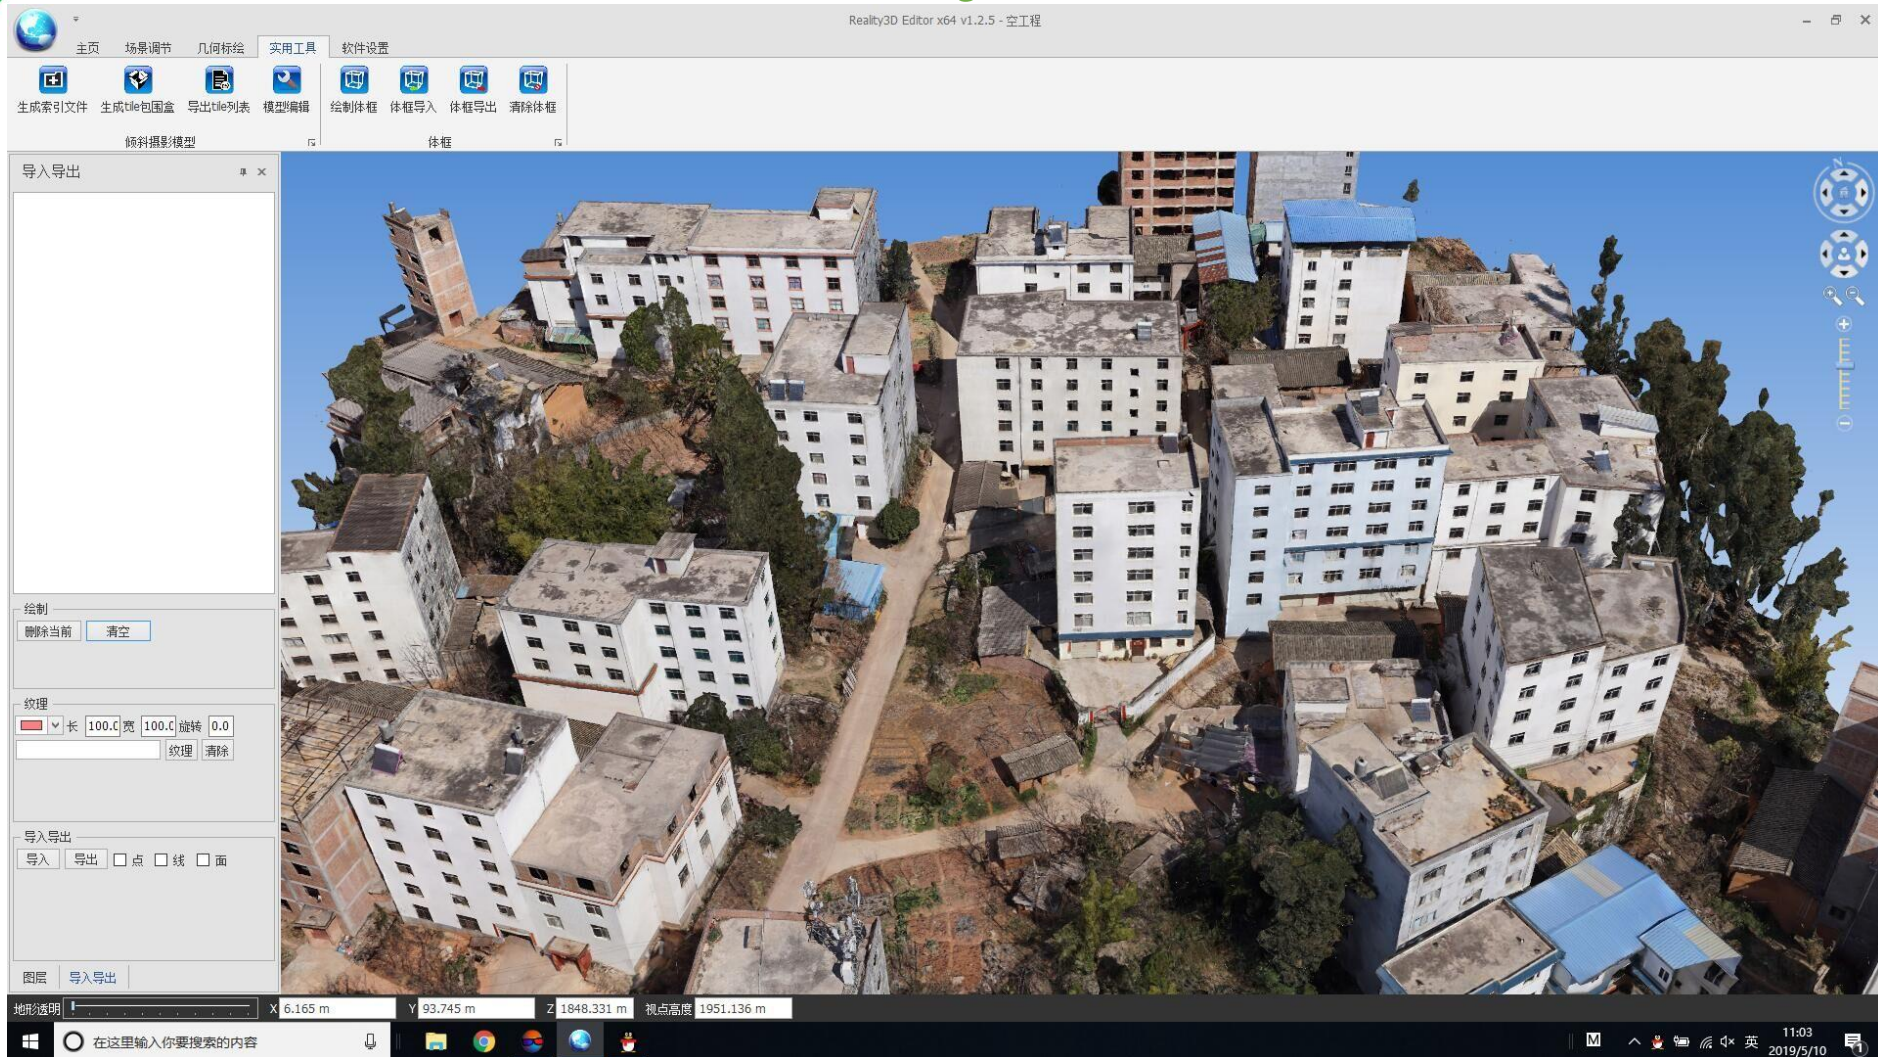 Reality3D Editor x64 v1.2.5 - 空工程
主页 场景调节 几何标绘 实用工具 软件设置
生成索引文件 生成tile包围盒 导出tile列表 模型编辑 绘制体框 体框导入 体框导出 清除体框
倾斜摄影模型 体框
导入导出
绘制
删除当前 清空
纹理
长 100.0 宽 100.0 旋转 0.0
纹理 清除
导入导出
导入 导出 点 线 面
图层 导入导出
地形透明 X 6.165 m Y 93.745 m Z 1848.331 m 视点高度 1951.136 m
在这里输入你要搜索的内容
M 英 11:03
2019/5/10
N